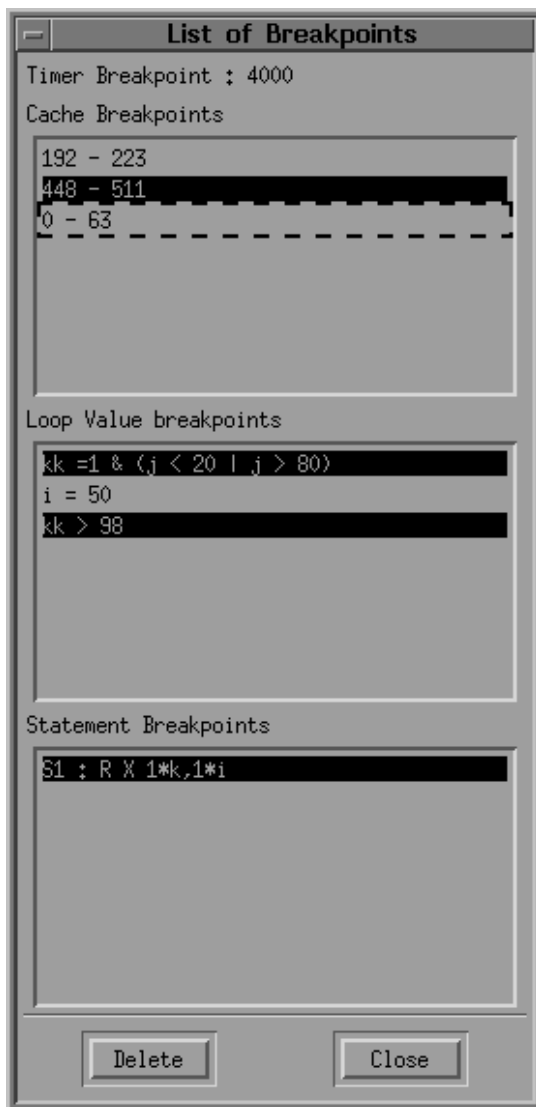 List of Breakpoints
Timer Breakpoint : 4000
Cache Breakpoints
192 - 223
448 - 511
0 - 63
Loop Value breakpoints
kk =1 & (j < 20 | j > 80)
i = 50
kk > 98
Statement Breakpoints
S1 : R X 1*k,1*i
Delete
Close